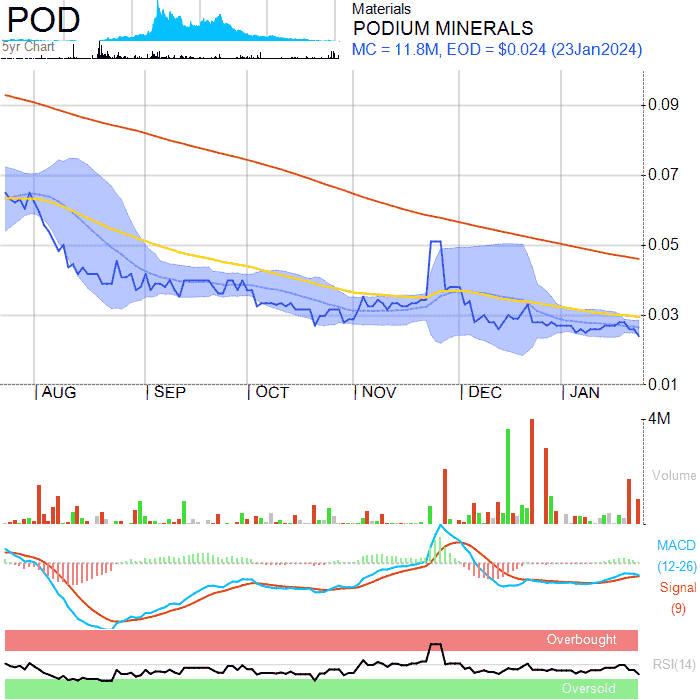 POD
5yr Chart
Materials
PODIUM MINERALS
MC = 11.8M, EOD = $0.024 (23Jan2024)
0.09
0.07
0.05
0.03
0.01
AUG SEP OCT NOV DEC JAN
4M
Volume
MACD
(12-26)
Signal
(9)
Overbought
RSI(14)
Oversold